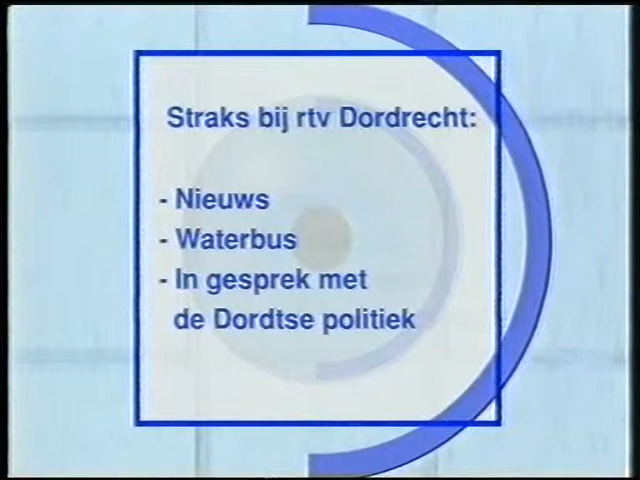 Straks bij rtv Dordrecht:
- Nieuws
- Waterbus
- In gesprek met
de Dordtse politiek